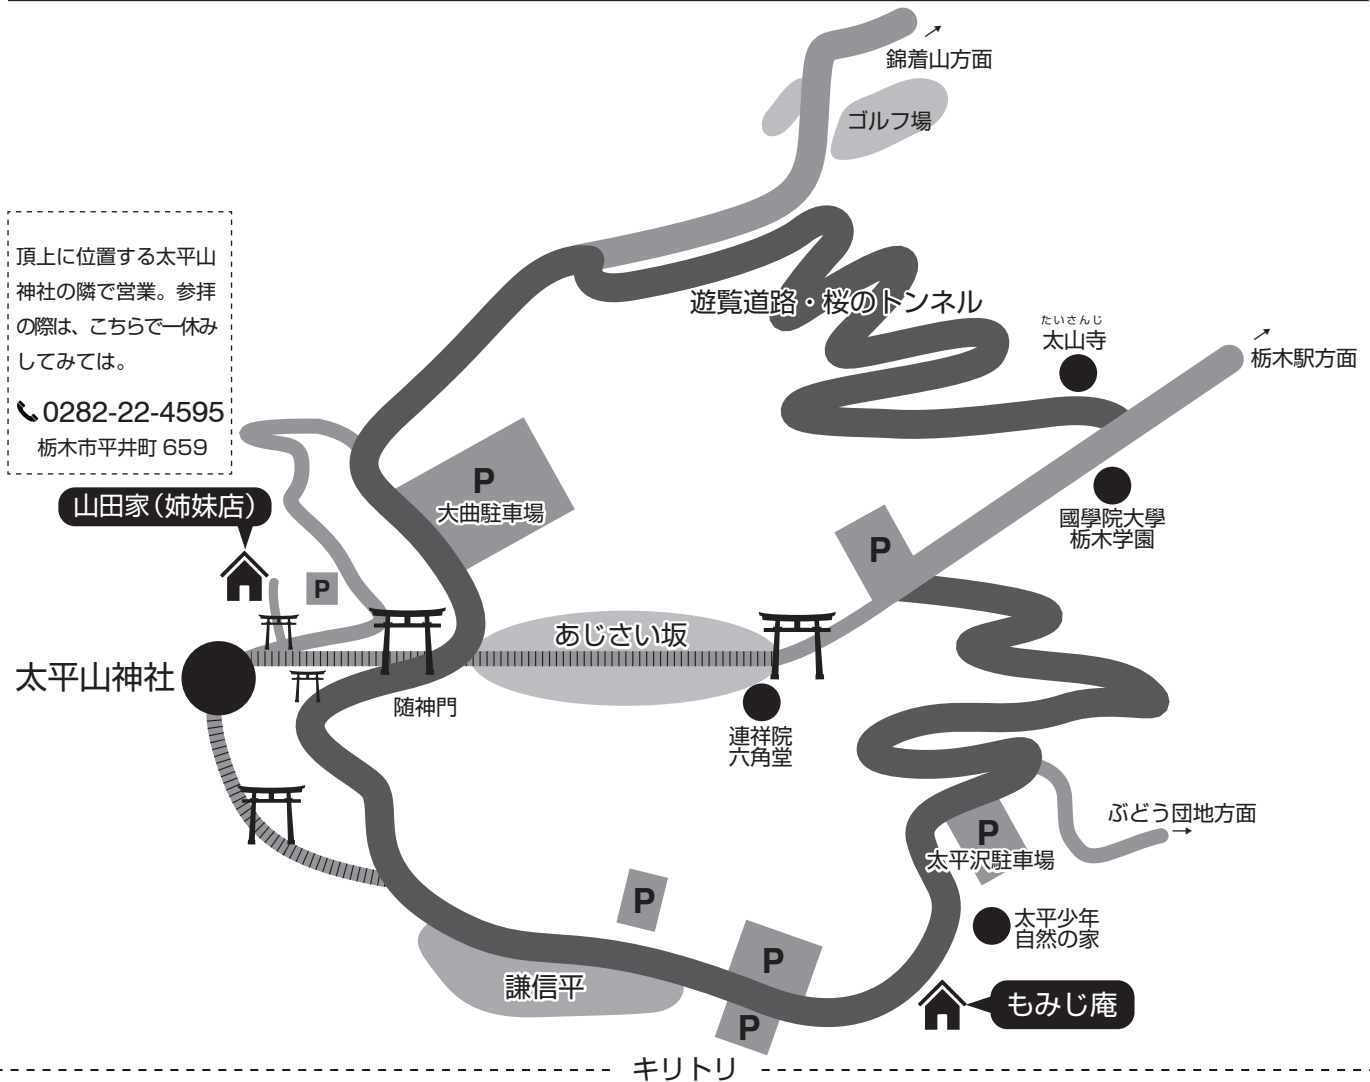 錦着山方面
ゴルフ場
頂上に位置する太平山
神社の隣で営業。参拝
の際は、こちらで一休み
してみては。
0282-22-4595
栃木市平井町 659
遊覧道路・桜のトンネル
たいさんじ
太山寺
栃木駅方面
P
大曲駐車場
山田家（姉妹店）
國學院大學
栃木学園
P
P
あじさい坂
太平山神社
随神門
連祥院
六角堂
ぶどう団地方面
P
太平沢駐車場
P
太平少年
自然の家
P
謙信平
もみじ庵
P
キリトリ